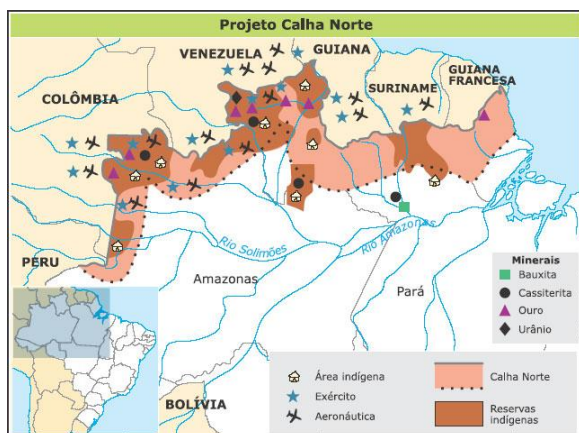 Projeto Calha Norte
VENEZUELA
GUIANA
SURINAME
GUIANA
FRANCESA
COLÔMBIA
PERU
Rio Solimões
Rio Amazonas
Amazonas
Pará
BOLÍVIA
Minerais
Bauxita
Cassiterita
Ouro
Urânio
Área indígena
Exército
Aeronáutica
Calha Norte
Reservas
indígenas